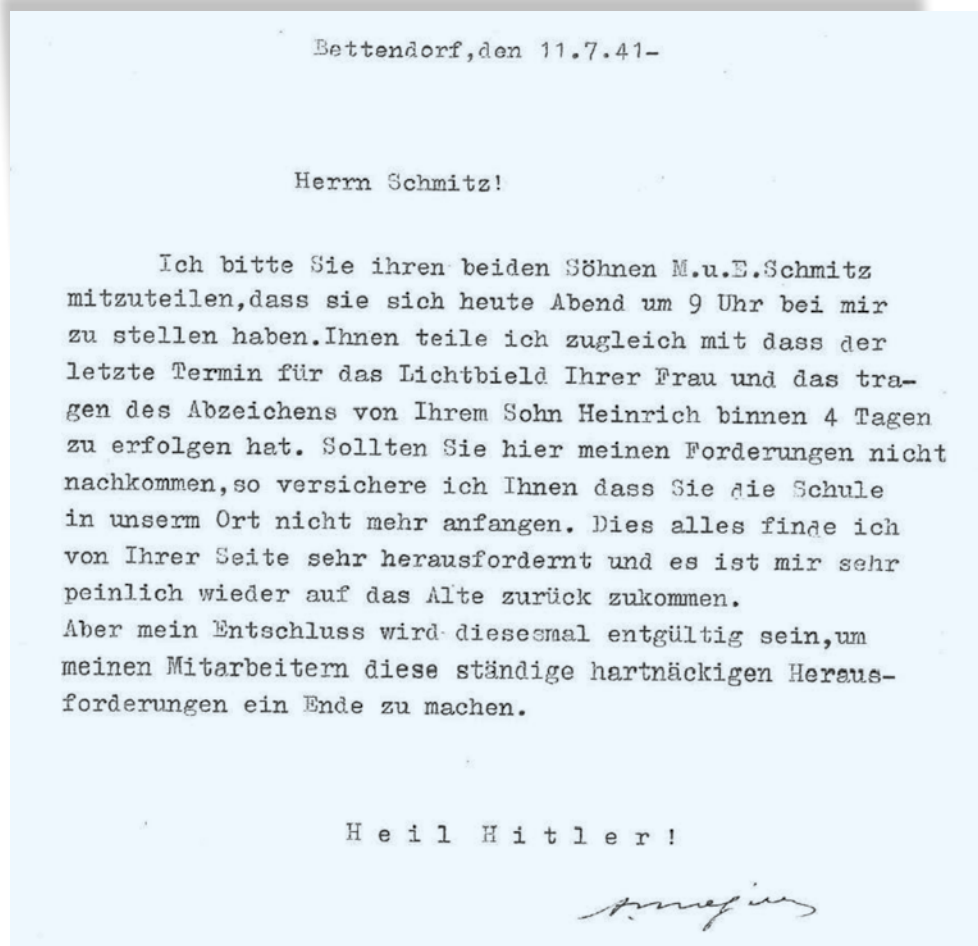 Bettendorf,den 11.7.41-
Herrn Schmitz!
Ich bitte Sie ihren beiden Söhnen M.u.E.Schmitz
mitzuteilen,dass sie sich heute Abend um 9 Uhr bei mir
zu stellen haben.Ihnen teile ich zugleich mit dass der
letzte Termin für das Lichtbield Ihrer Frau und das tra-
gen des Abzeichens von Ihrem Sohn Heinrich binnen 4 Tagen
zu erfolgen hat. Sollten Sie hier meinen Forderungen nicht
nachkommen,so versichere ich Ihnen dass Sie die Schule
in unserm Ort nicht mehr anfangen. Dies alles finde ich
von Ihrer Seite sehr herausfordernt und es ist mir sehr
peinlich wieder auf das Alte zurück zukommen.
Aber mein Entschluss wird diesesmal entgültig sein,um
meinen Mitarbeitern diese ständige hartnäckigen Heraus-
forderungen ein Ende zu machen.
H e i l H i t l e r !